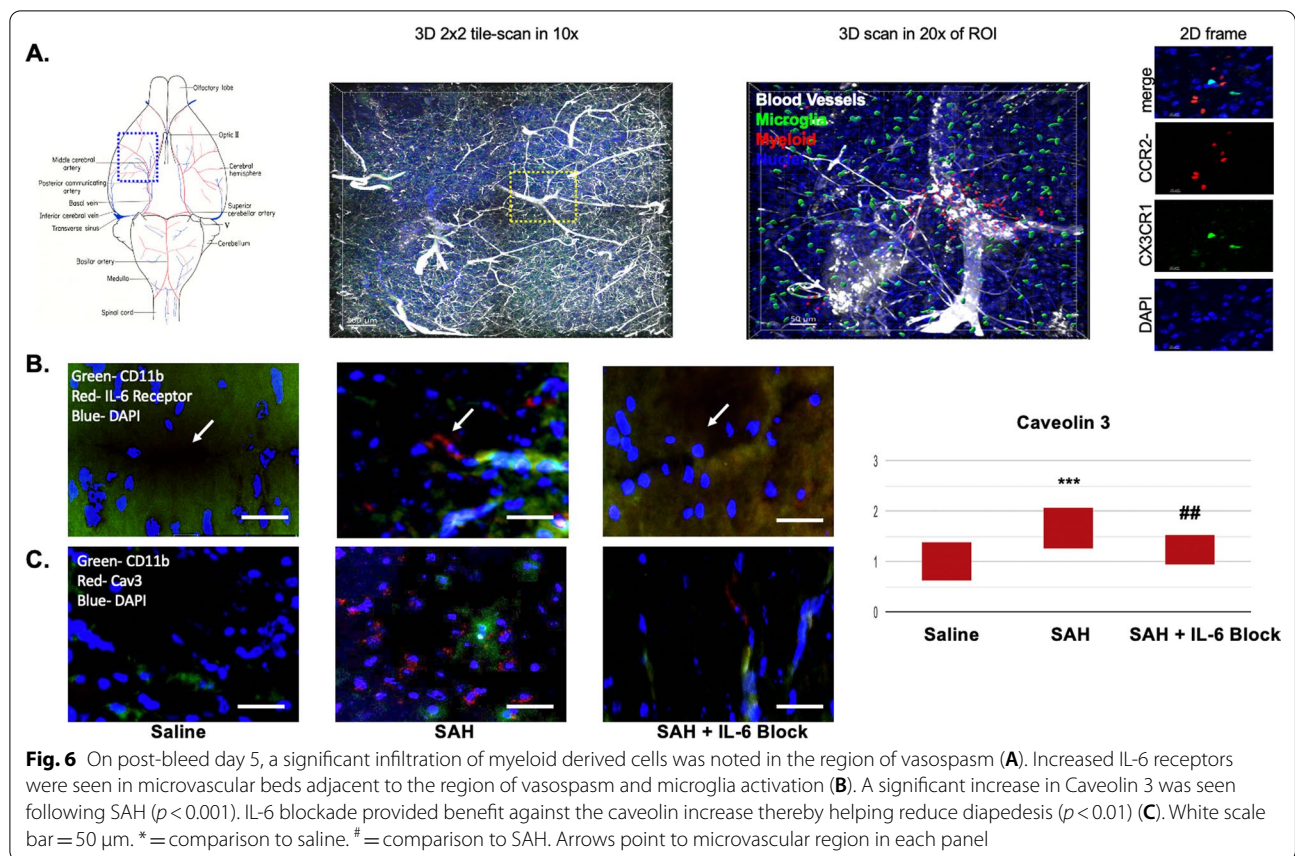 3D 2x2 tile-scan in 10x
3D scan in 20x of ROI
2D frame
A.
Olfactory lobe
Optic II
Middle cerebral
artery
Posterior communicating
artery
Basal vein
Inferior cerebral vein
Transverse sinus
Cerebral
hemisphere
Superior
cerebellar artery
V
Cerebellum
Basilar artery
Medulla
Spinal cord
300 µm
Blood Vessels
Microglia
Myeloid
Nuclei
50 µm
merge
CCR2-
CX3CR1
DAPI
B.
Green- CD11b
Red- IL-6 Receptor
Blue- DAPI
C.
Green- CD11b
Red- Cav3
Blue- DAPI
Saline
SAH
SAH + IL-6 Block
Caveolin 3
3
2
1
0
***
##
Saline
SAH
SAH + IL-6 Block
Fig. 6 On post-bleed day 5, a significant infiltration of myeloid derived cells was noted in the region of vasospasm (A). Increased IL-6 receptors
were seen in microvascular beds adjacent to the region of vasospasm and microglia activation (B). A significant increase in Caveolin 3 was seen
following SAH (p < 0.001). IL-6 blockade provided benefit against the caveolin increase thereby helping reduce diapedesis (p < 0.01) (C). White scale
bar = 50 µm. * = comparison to saline. # = comparison to SAH. Arrows point to microvascular region in each panel